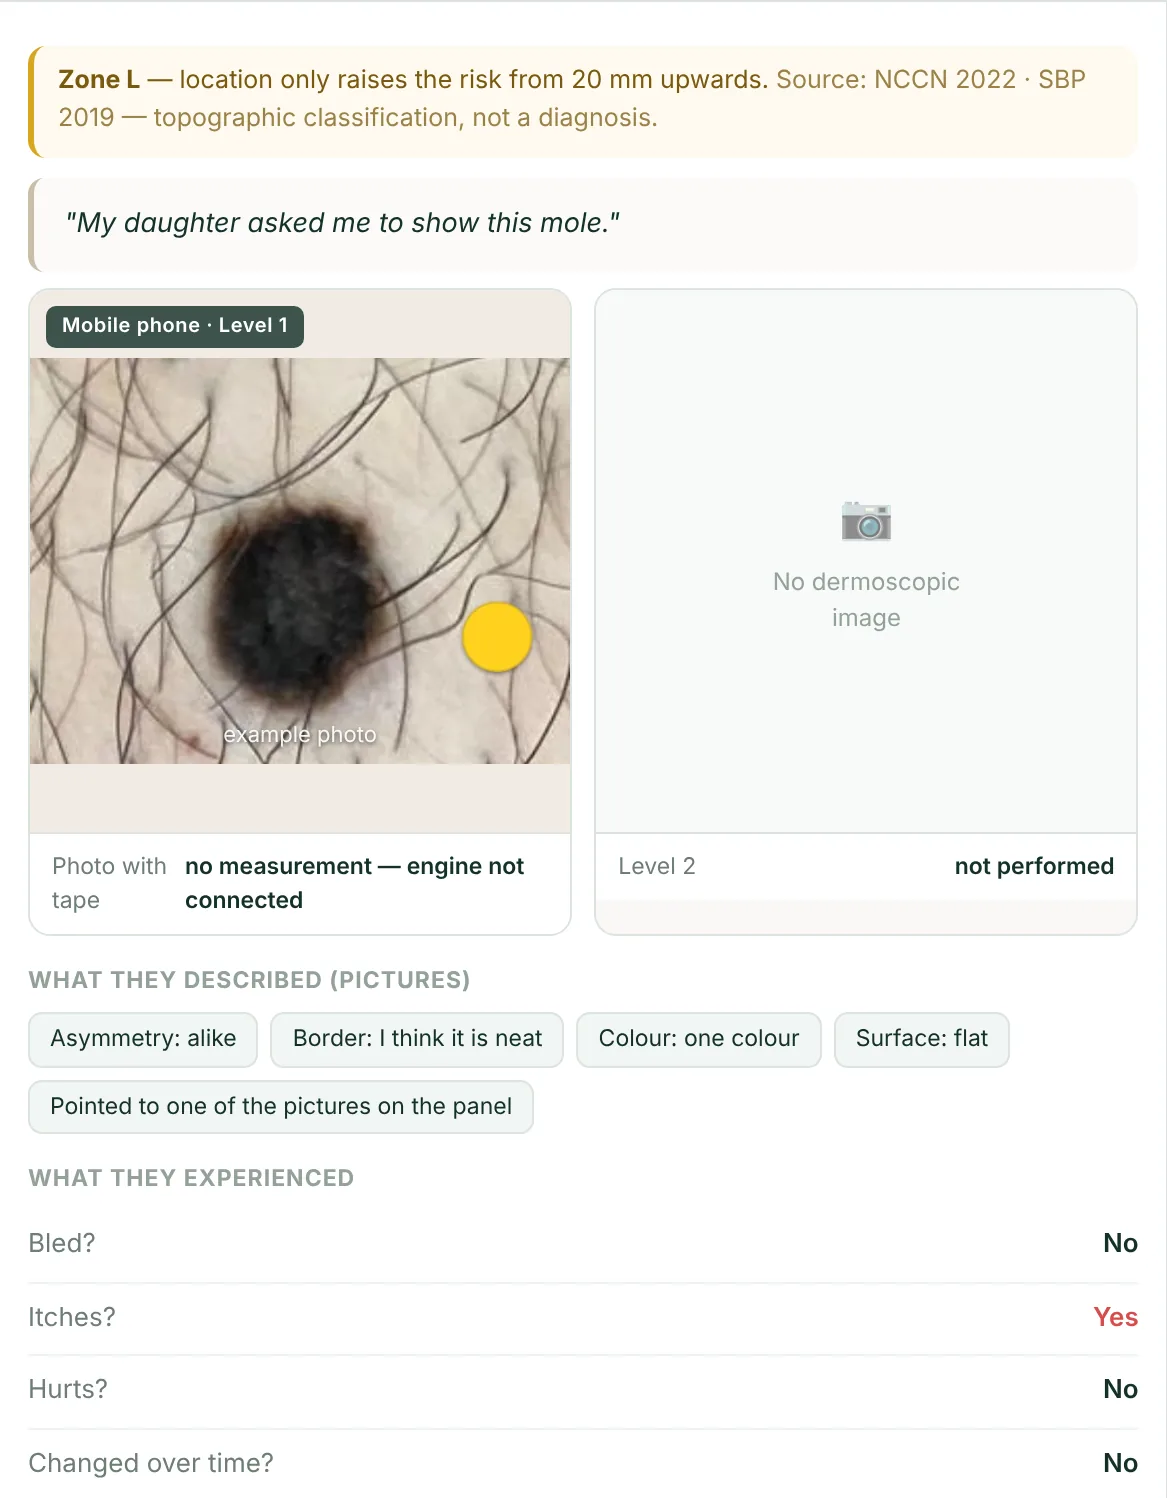 Zone L — location only raises the risk from 20 mm upwards. Source: NCCN 2022 · SBP
2019 — topographic classification, not a diagnosis.
"My daughter asked me to show this mole."
Mobile phone · Level 1
example photo
No dermoscopic
image
Photo with
tape
no measurement — engine not
connected
Level 2
not performed
WHAT THEY DESCRIBED (PICTURES)
Asymmetry: alike
Border: I think it is neat
Colour: one colour
Surface: flat
Pointed to one of the pictures on the panel
WHAT THEY EXPERIENCED
Bled? No
Itches? Yes
Hurts? No
Changed over time? No